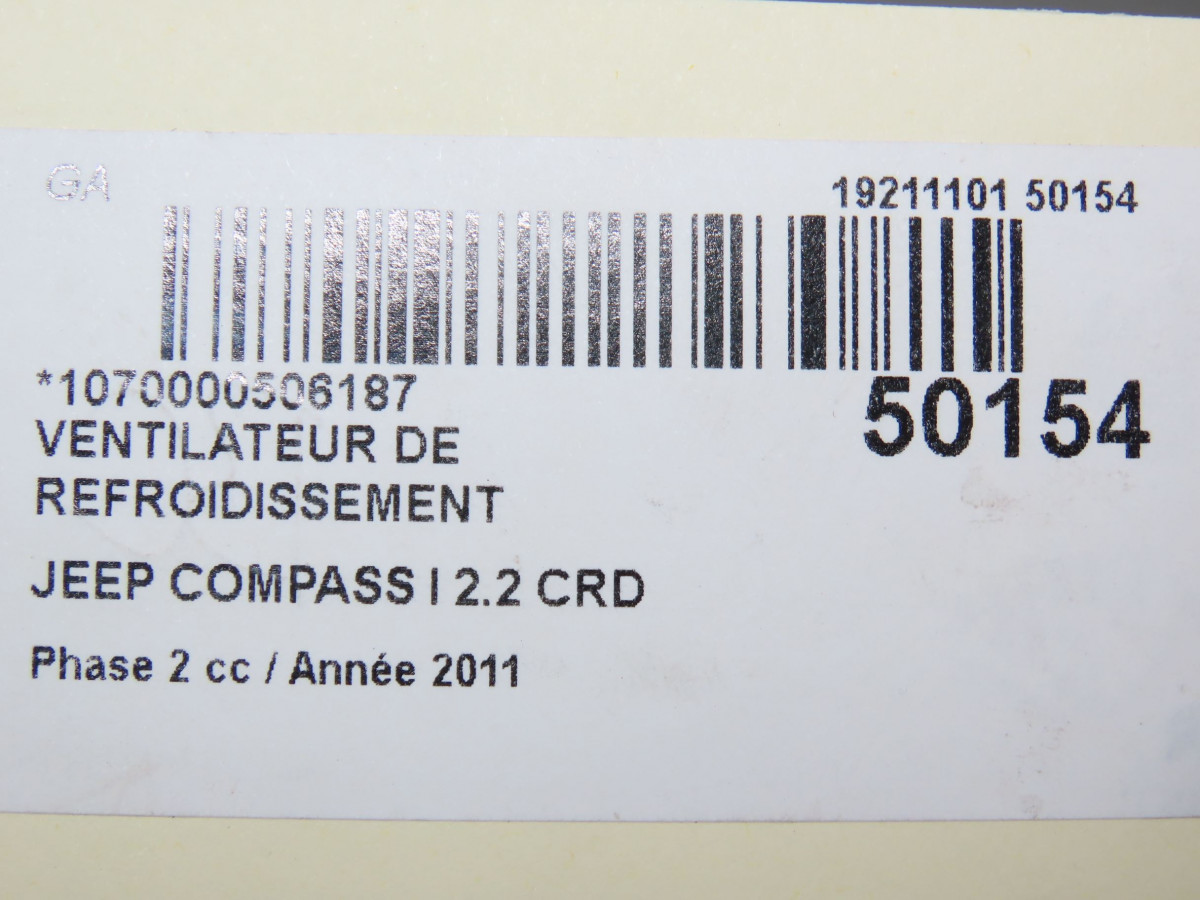 GA
19211101 50154
*1070000506187
50154
VENTILATEUR DE
REFROIDISSEMENT
JEEP COMPASS I 2.2 CRD
Phase 2 cc / Année 2011